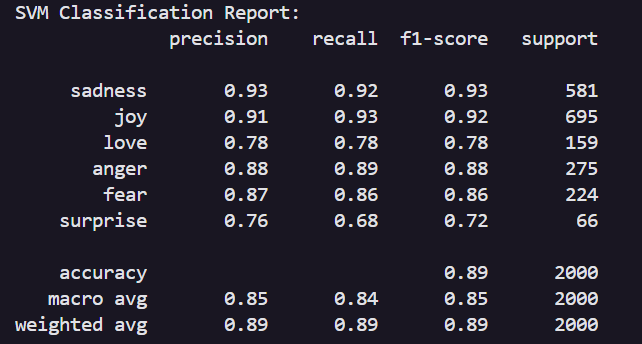 SVM Classification Report:
precision recall f1-score support
sadness 0.93 0.92 0.93 581
joy 0.91 0.93 0.92 695
love 0.78 0.78 0.78 159
anger 0.88 0.89 0.88 275
fear 0.87 0.86 0.86 224
surprise 0.76 0.68 0.72 66
accuracy 0.89 2000
macro avg 0.85 0.84 0.85 2000
weighted avg 0.89 0.89 0.89 2000